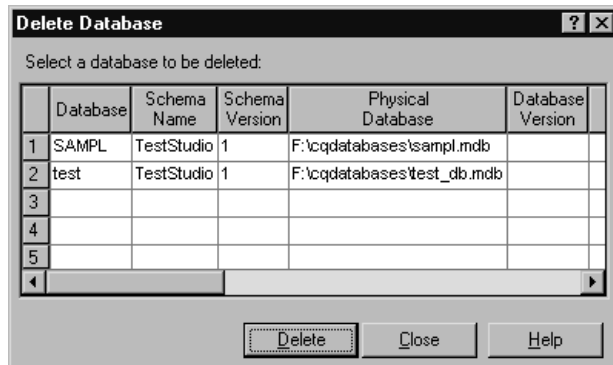 Delete Database
Select a database to be deleted:
Database Schema Name Schema Version Physical Database Database Version
1 SAMPL TestStudio 1 F:\cqdatabases\sampl.mdb
2 test TestStudio 1 F:\cqdatabases\test_db.mdb
3
4
5
Delete Close Help